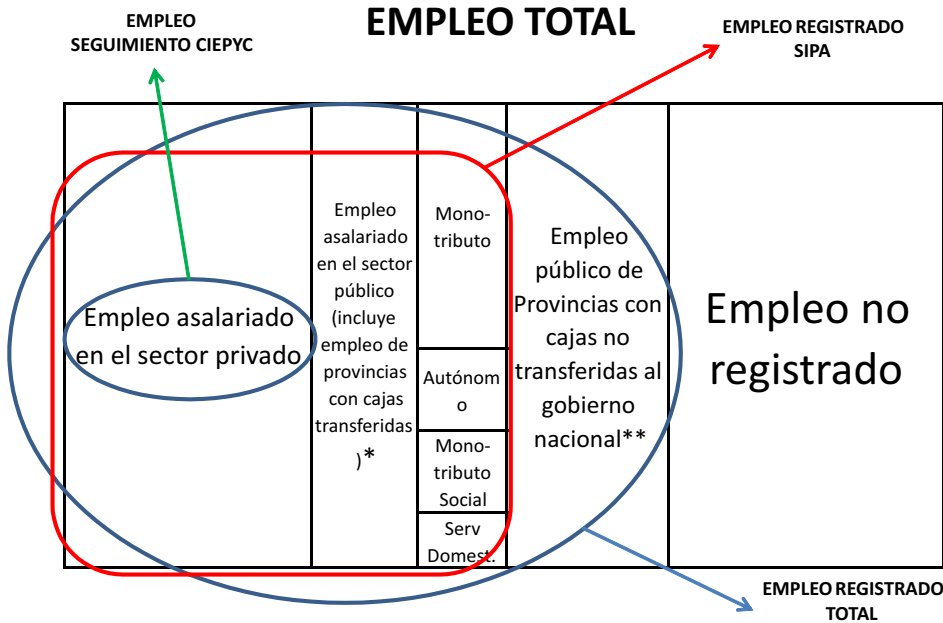 EMPLEO TOTAL
EMPLEO
SEGUIMIENTO CIEPYC
EMPLEO REGISTRADO
SIPA
Empleo asalariado
en el sector privado
Empleo
asalariado
en el sector
público
(incluye
empleo de
provincias
con cajas
transferidas
)*
Mono-
tributo
Autónom
o
Mono-
tributo
Social
Serv
Domest.
Empleo
público de
Provincias con
cajas no
transferidas al
gobierno
nacional**
Empleo no
registrado
EMPLEO REGISTRADO
TOTAL